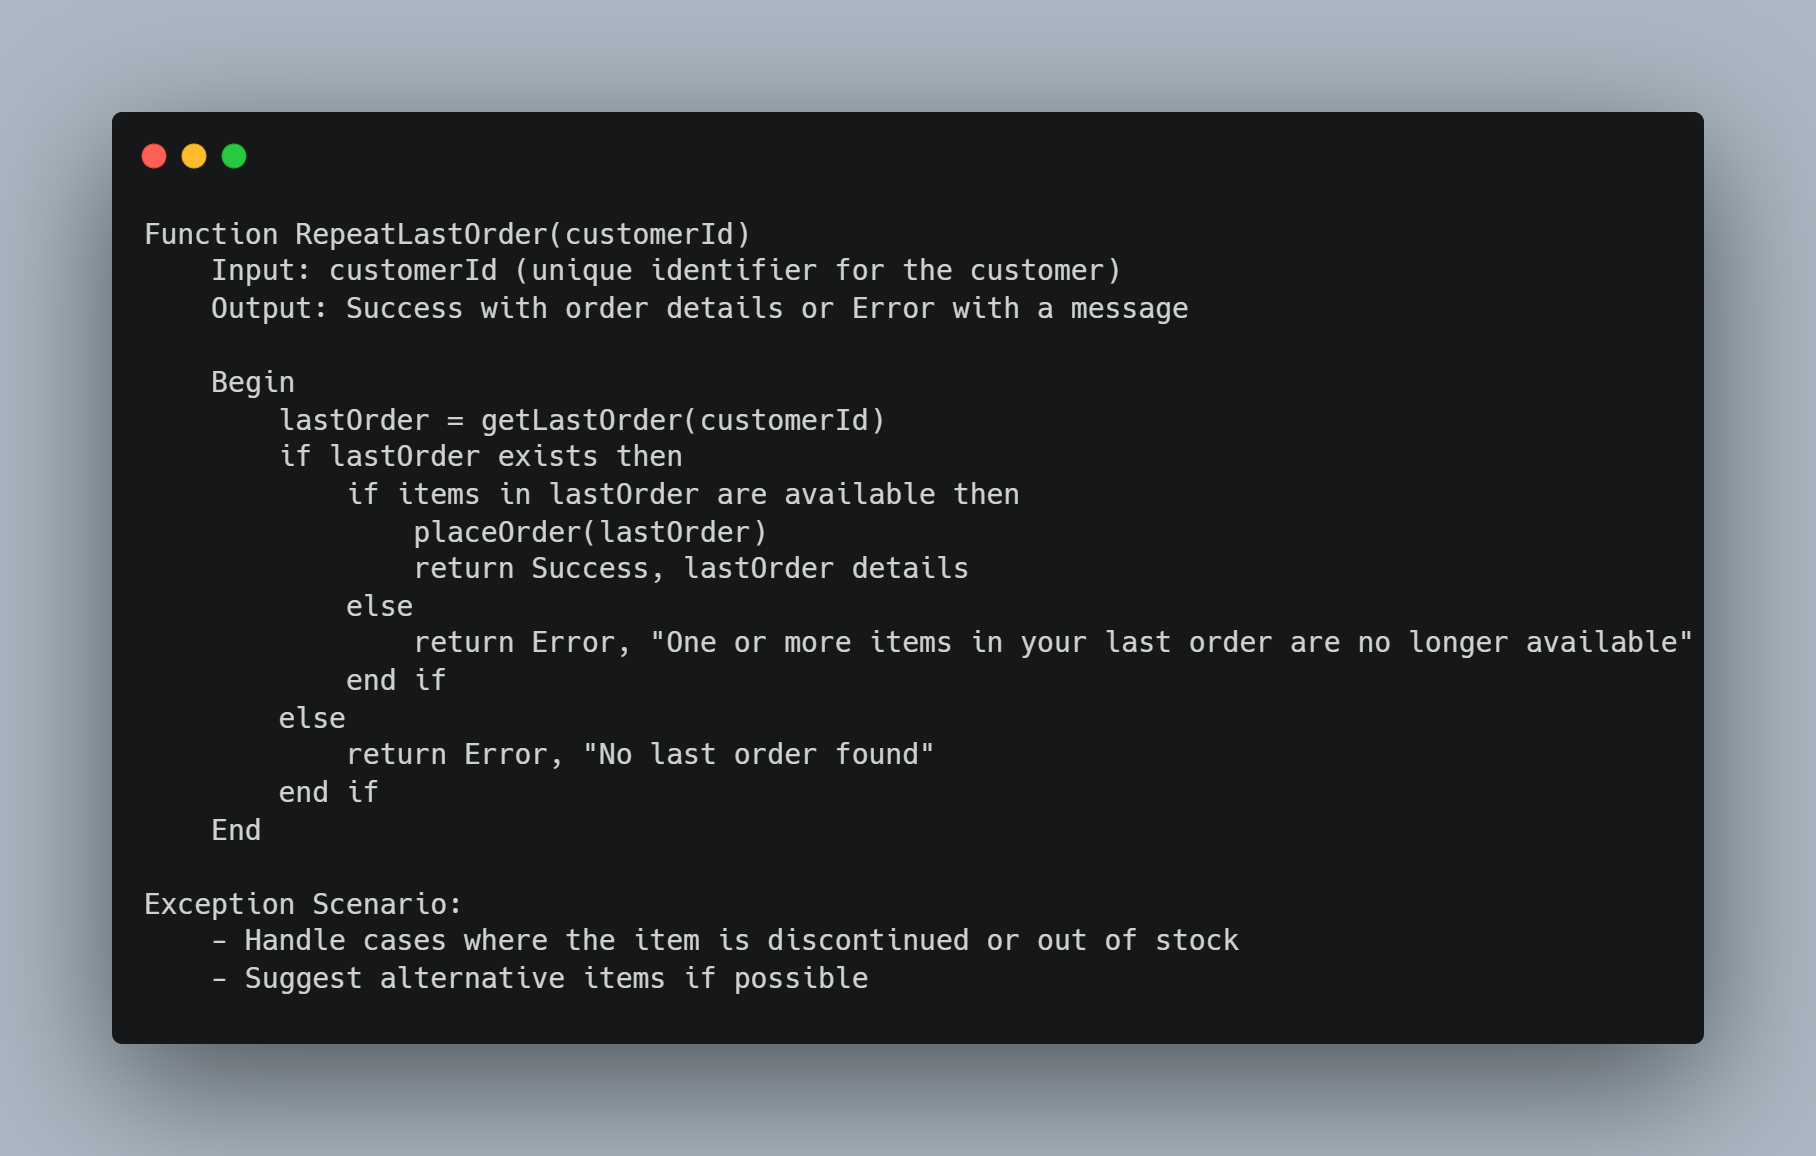 Function RepeatLastOrder(customerId)
    Input: customerId (unique identifier for the customer)
    Output: Success with order details or Error with a message

    Begin
        lastOrder = getLastOrder(customerId)
        if lastOrder exists then
            if items in lastOrder are available then
                placeOrder(lastOrder)
                return Success, lastOrder details
            else
                return Error, "One or more items in your last order are no longer available"
            end if
        else
            return Error, "No last order found"
        end if
    End

Exception Scenario:
    - Handle cases where the item is discontinued or out of stock
    - Suggest alternative items if possible